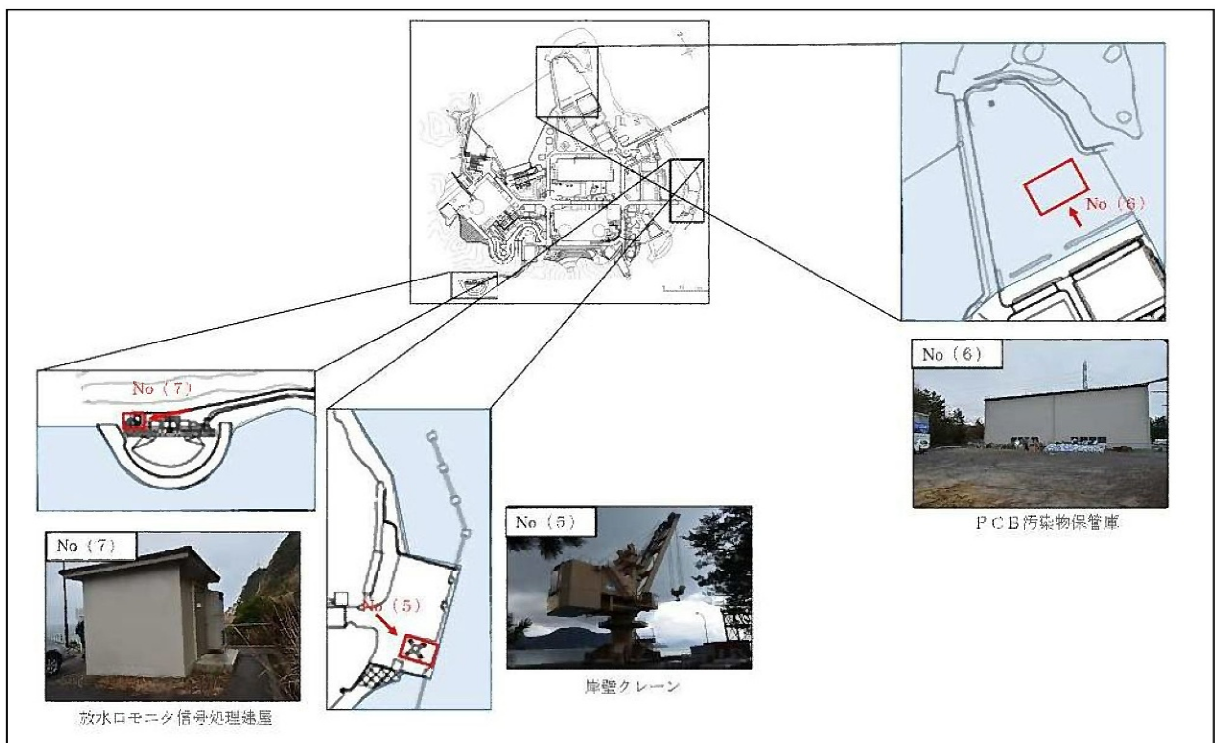 No (6)
No (6)
PCB汚染物保管庫
No (7)
No (7)
放水口モニタ信号処理建屋
No (5)
No (5)
岸壁クレーン